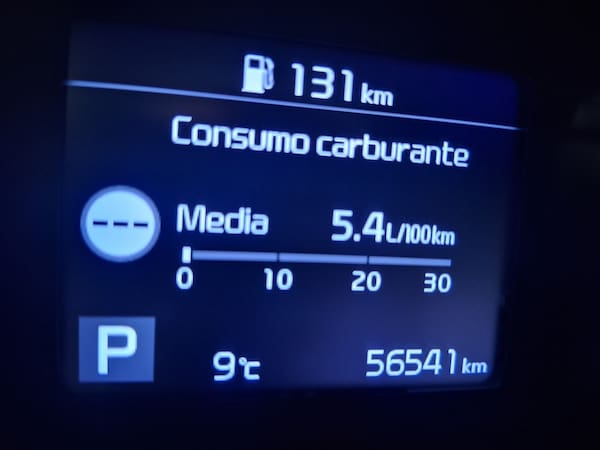 131 km
Consumo carburante
---
Media 5.4 L/100km
0 10 20 30
P 9°C 56541 km